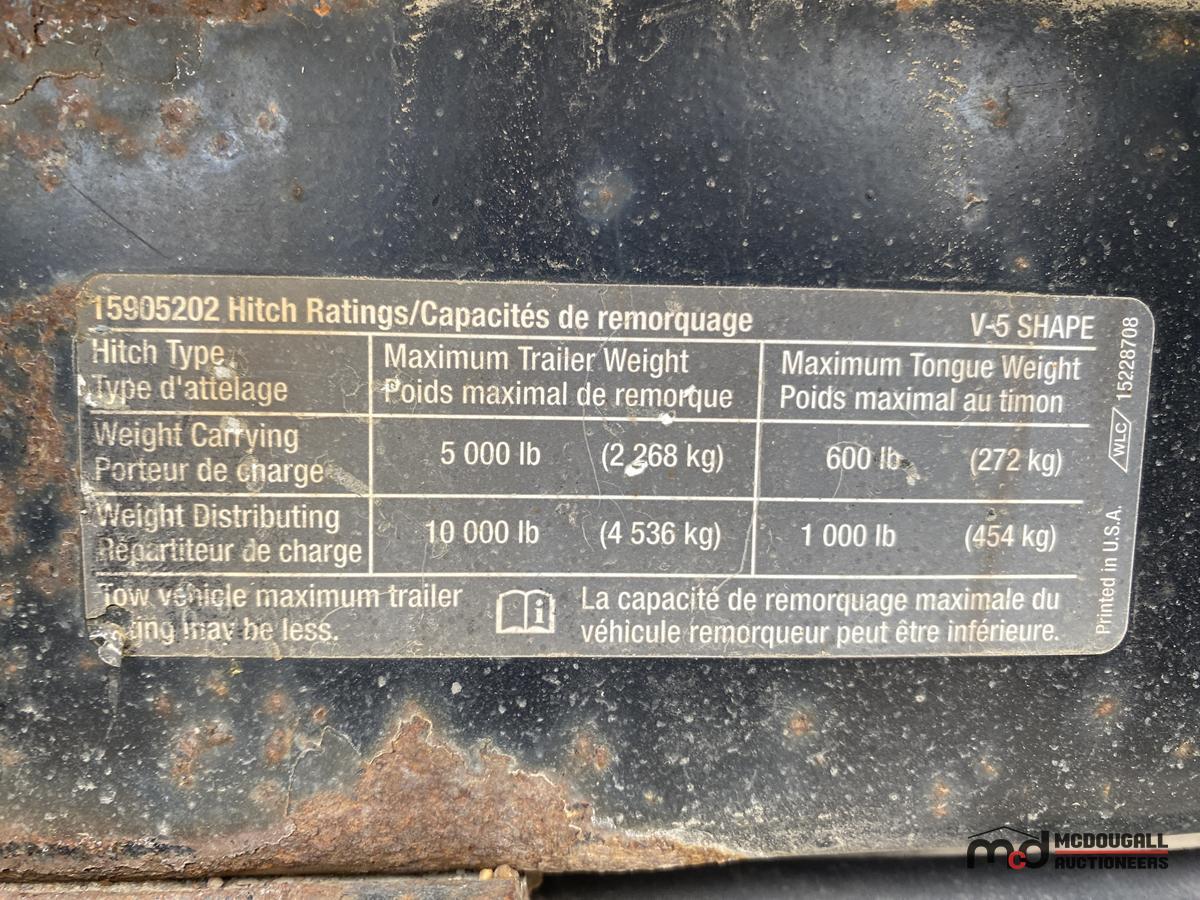 15905202 Hitch Ratings/Capacités de remorquage V-5 SHAPE
Hitch Type Maximum Trailer Weight Maximum Tongue Weight
Type d'attelage Poids maximal de remorque Poids maximal au timon
Weight Carrying 5 000 lb (2 268 kg) 600 lb (272 kg)
Porteur de charge
Weight Distributing 10 000 lb (4 536 kg) 1 000 lb (454 kg)
Répartiteur de charge
Tow vehicle maximum trailer La capacité de remorquage maximale du
rating may be less. véhicule remorqueur peut être inférieure.
Printed in U.S.A. WLC 15228708
mcd MCDOUGALL
AUCTIONEERS